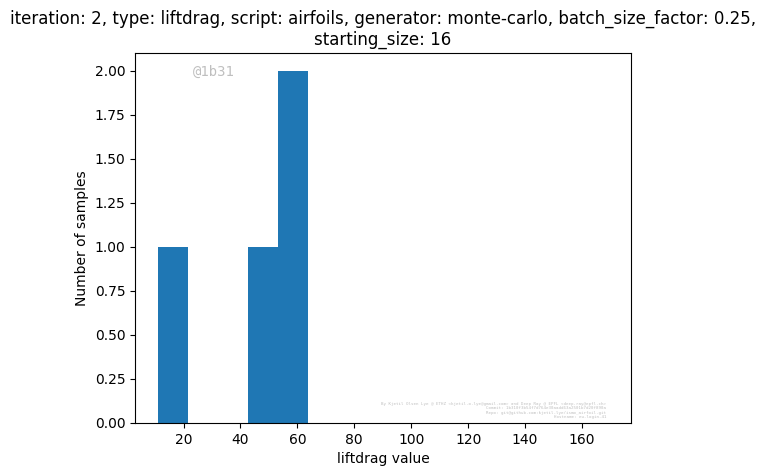 iteration: 2, type: liftdrag, script: airfoils, generator: monte-carlo, batch_size_factor: 0.25,
starting_size: 16
@1b31
2.00
1.75
1.50
1.25
1.00
0.75
0.50
0.25
0.00
Number of samples
20 40 60 80 100 120 140 160
liftdrag value